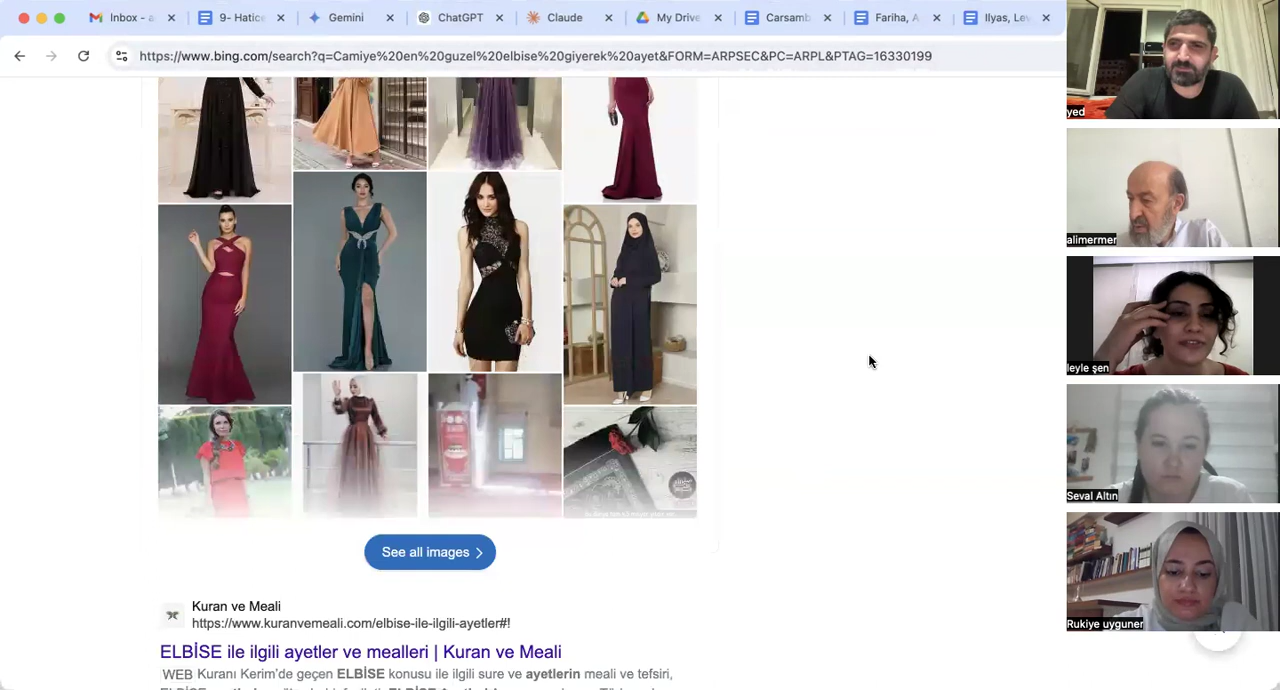 Inbox - a
9- Hatice
Gemini
ChatGPT
Claude
My Drive
Carsamb
Fariha, A
Ilyas, Lev
https://www.bing.com/search?q=Camiye%20en%20guzel%20elbise%20giyerek%20ayet&FORM=ARPSEC&PC=ARPL&PTAG=16330199
yed
alimermer
leyle şen
Seval Altın
Rukiye uyguner
See all images
Kuran ve Meali
https://www.kuranvemeali.com/elbise-ile-ilgili-ayetler#!
ELBİSE ile ilgili ayetler ve mealleri | Kuran ve Meali
WEB Kuranı Kerim'de geçen ELBİSE konusu ile ilgili sure ve ayetlerin meali ve tefsiri,